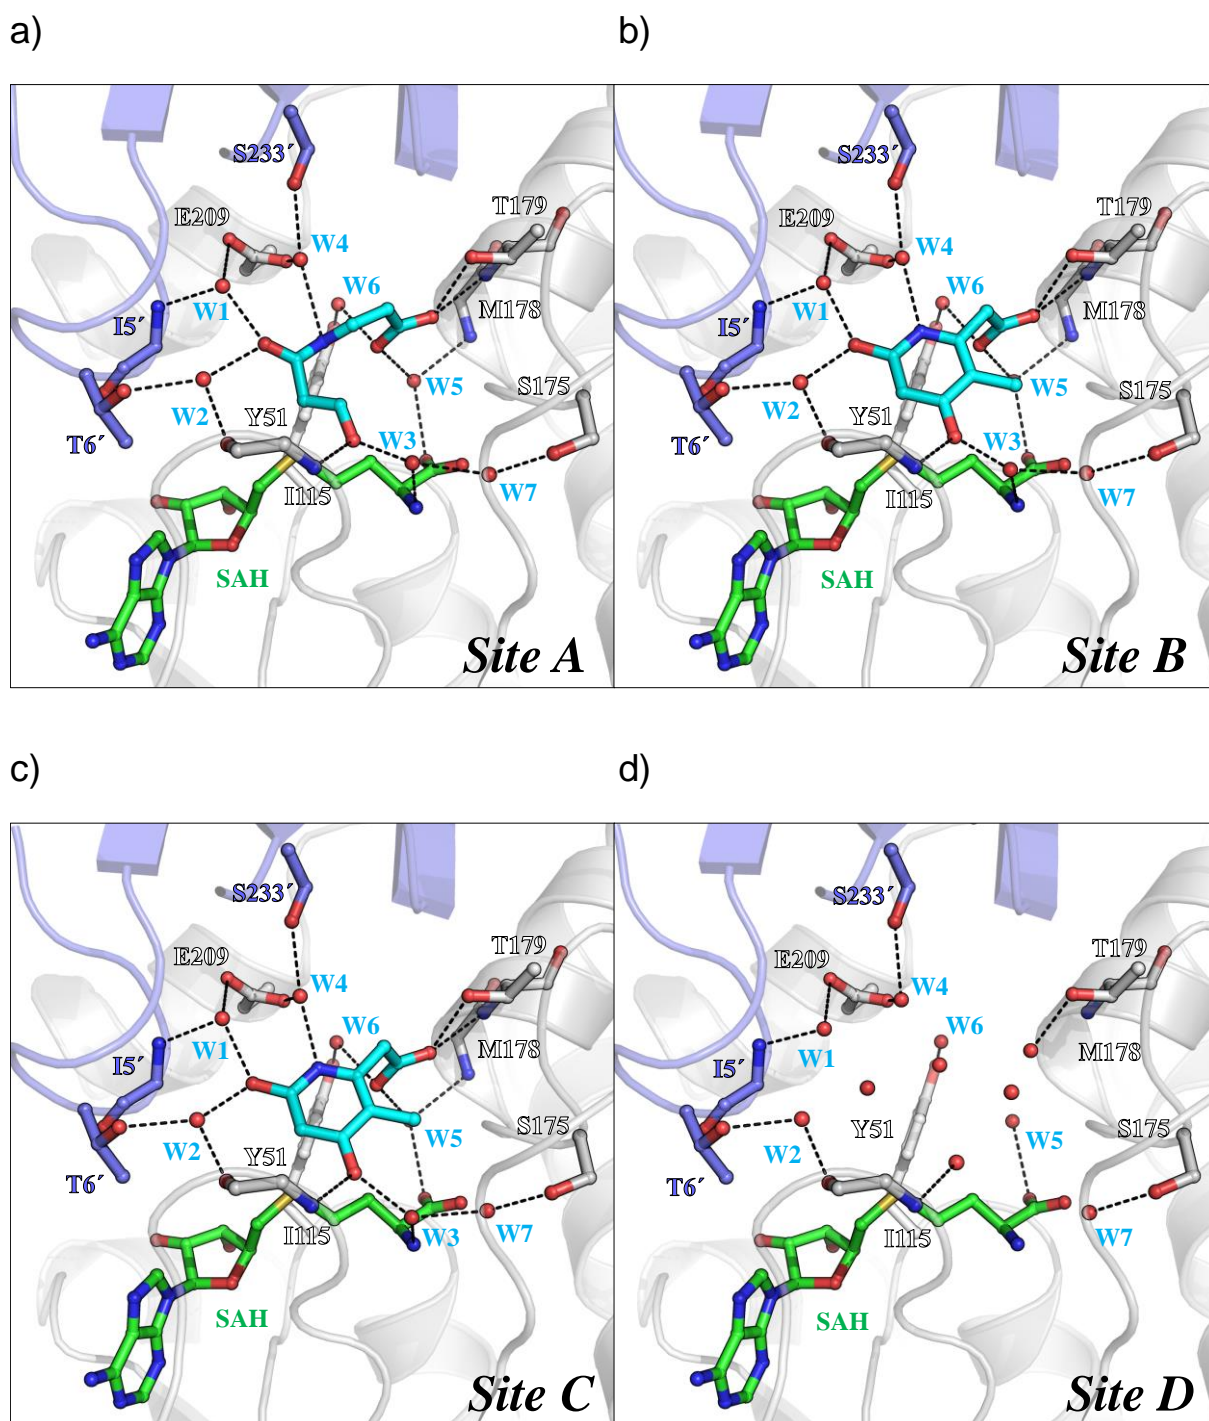 a)
b)
S233´
E209
W4
T179
W6
W1
M178
I5´
W5
S175
W2
Y51
W3
T6´
I115
W7
SAH
Site A
S233´
E209
W4
T179
W6
W1
M178
I5´
W5
S175
W2
Y51
W3
T6´
I115
W7
SAH
Site B
c)
d)
S233´
E209
T179
W4
W6
W1
M178
I5´
W5
S175
W2
Y51
T6´
I115
W3
W7
SAH
Site C
S233´
E209
T179
W4
W6
W1
M178
I5´
W5
S175
W2
Y51
T6´
I115
W7
SAH
Site D